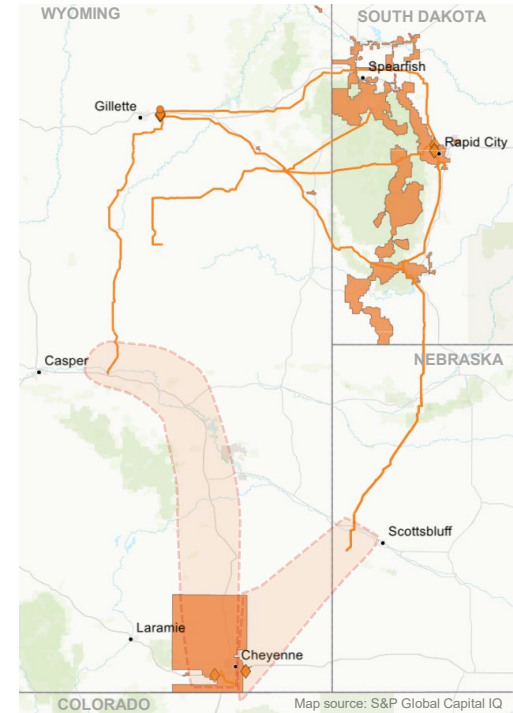 WYOMING
SOUTH DAKOTA
Spearfish
Gillette
Rapid City
Casper
NEBRASKA
Scottsbluff
Laramie
Cheyenne
COLORADO
Map source: S&P Global Capital IQ